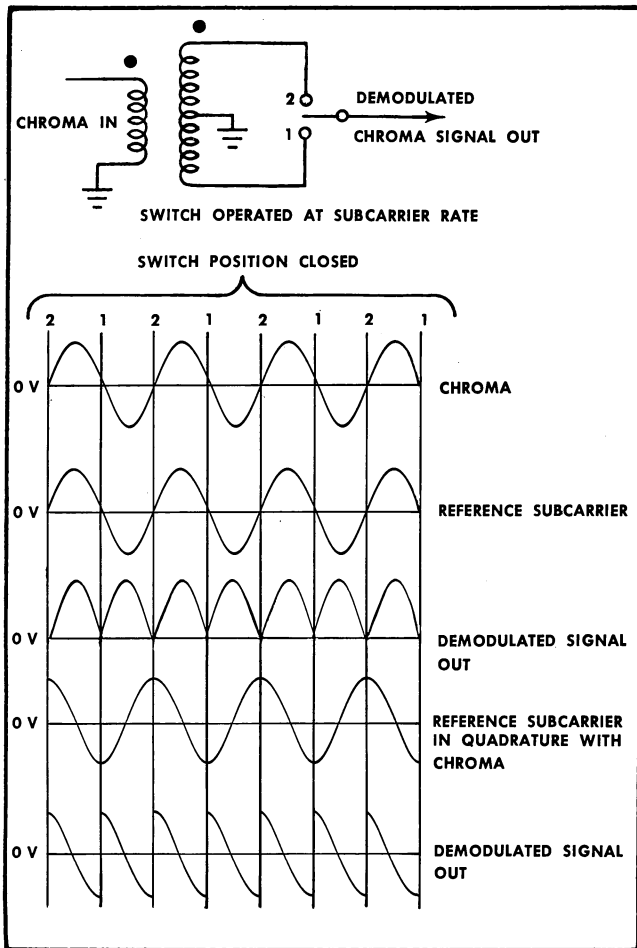 2
DEMODULATED
CHROMA IN
1
CHROMA SIGNAL OUT
SWITCH OPERATED AT SUBCARRIER RATE
SWITCH POSITION CLOSED
2 1 2 1 2 1 2 1
0 V
CHROMA
0 V
REFERENCE SUBCARRIER
0 V
DEMODULATED SIGNAL
OUT
0 V
REFERENCE SUBCARRIER
IN QUADRATURE WITH
CHROMA
0 V
DEMODULATED SIGNAL
OUT